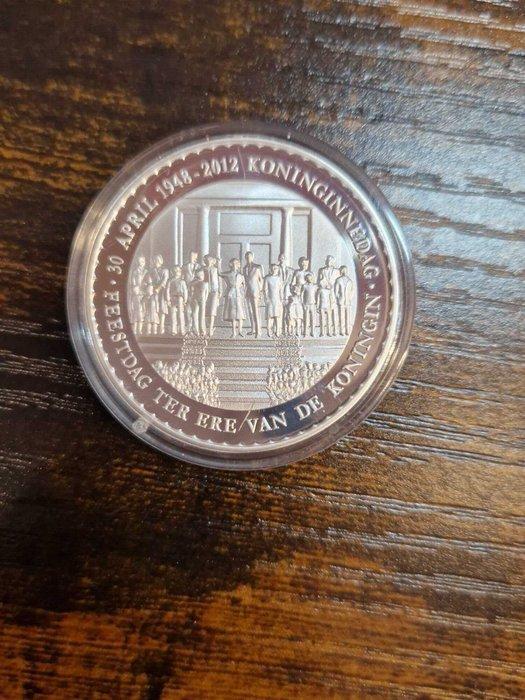 · 30 APRIL 1948 - 2012 KONINGINNEDAG ·
FEESTDAG TER ERE VAN DE KONINGIN